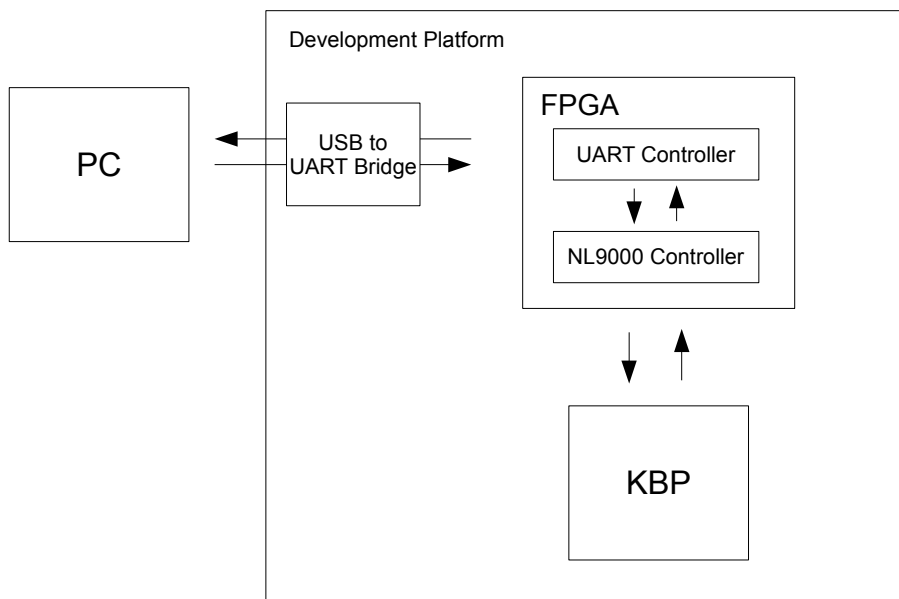 Development Platform
PC
USB to
UART Bridge
FPGA
UART Controller
NL9000 Controller
KBP